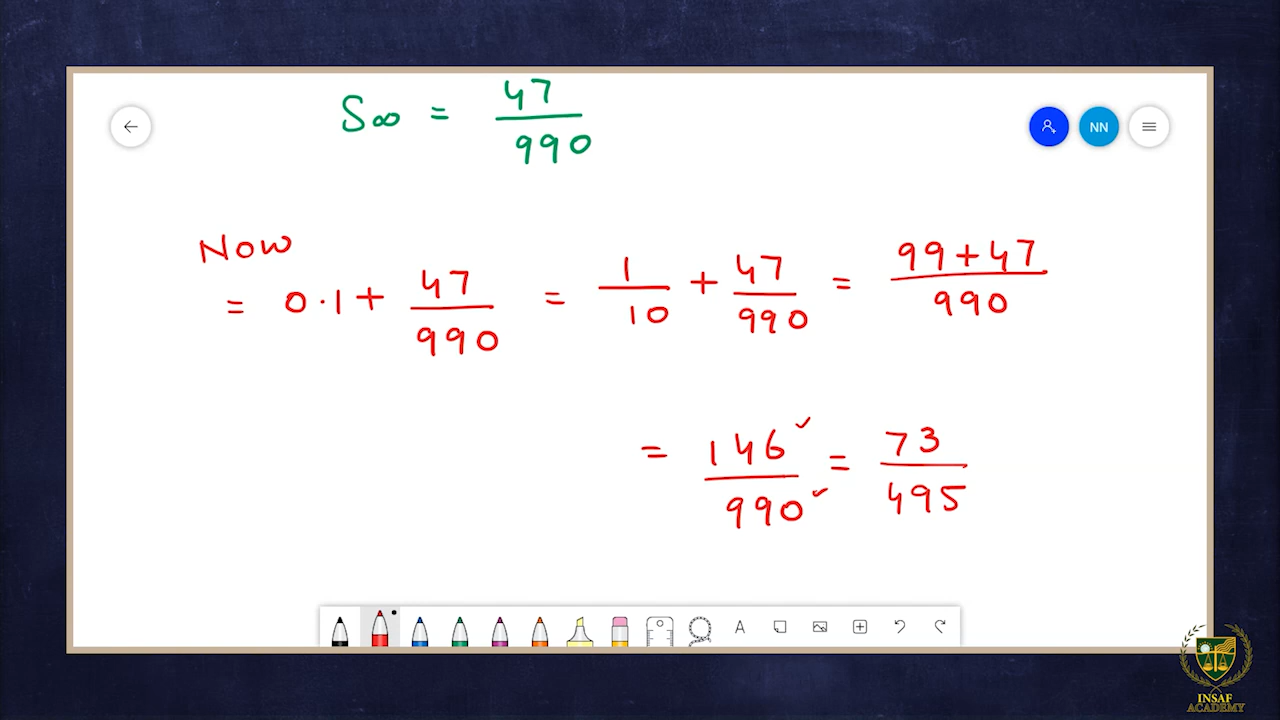 S∞ = 47/990
NN
Now
= 0.1 + 47/990 = 1/10 + 47/990 = 99+47/990
= 146/990 = 73/495
A
INSAF
ACADEMY